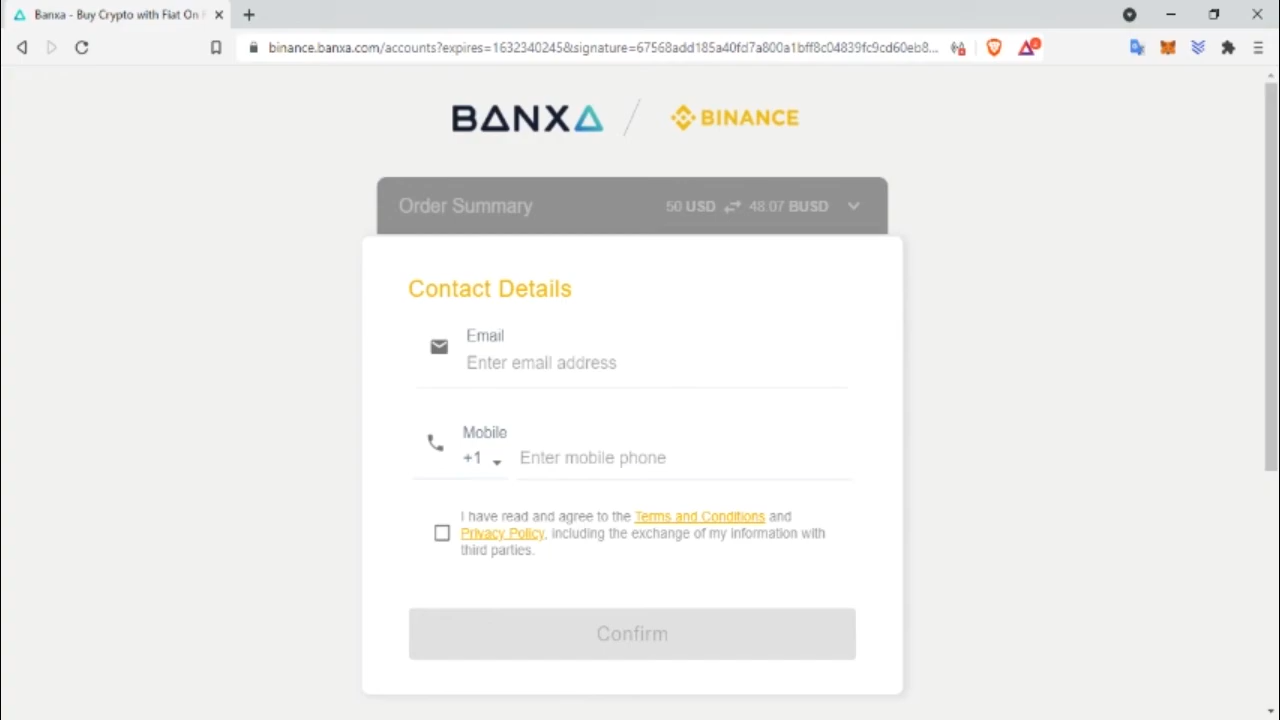 Banxa - Buy Crypto with Fiat On
binance.banxa.com/accounts?expires=1632340245&signature=67568add185a40fd7a800a1bff8c04839fc9cd60eb8...
BANXA / BINANCE
Order Summary 50 USD 48.07 BUSD
Contact Details
Email
Enter email address
Mobile
+1 Enter mobile phone
I have read and agree to the Terms and Conditions and
Privacy Policy, including the exchange of my information with
third parties.
Confirm